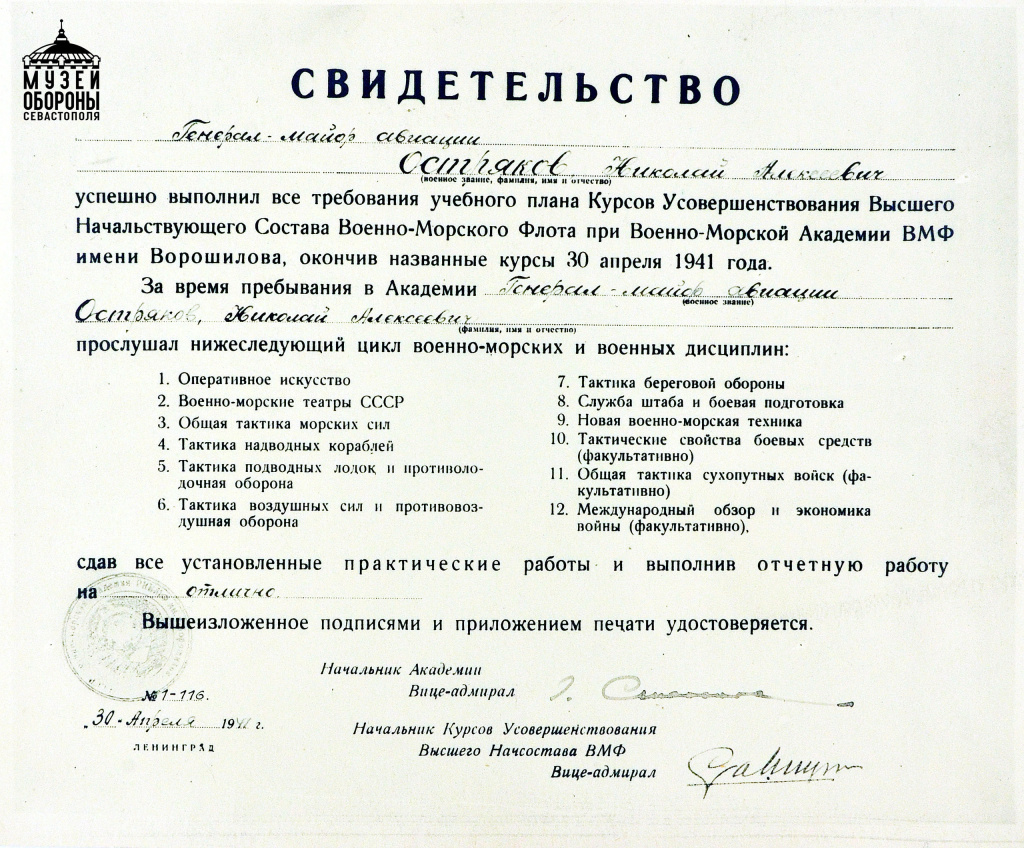 МУЗЕЙ
ОБОРОНЫ
СЕВАСТОПОЛЯ
СВИДЕТЕЛЬСТВО
Генерал-майор авиации
Остряков, Николай Алексеевич
(военное звание, фамилия, имя и отчество)
успешно выполнил все требования учебного плана Курсов Усовершенствования Высшего
Начальствующего Состава Военно-Морского Флота при Военно-Морской Академии ВМФ
имени Ворошилова, окончив названные курсы 30 апреля 1941 года.
За время пребывания в Академии Генерал-майор авиации
(военное звание)
Остряков, Николай Алексеевич
(фамилия, имя и отчество)
прослушал нижеследующий цикл военно-морских и военных дисциплин:
1. Оперативное искусство
2. Военно-морские театры СССР
3. Общая тактика морских сил
4. Тактика надводных кораблей
5. Тактика подводных лодок и противоло-
дочная оборона
6. Тактика воздушных сил и противовоз-
душная оборона
7. Тактика береговой обороны
8. Служба штаба и боевая подготовка
9. Новая военно-морская техника
10. Тактические свойства боевых средств
(факультативно)
11. Общая тактика сухопутных войск (фа-
культативно)
12. Международный обзор и экономика
войны (факультативно),
сдав все установленные практические работы и выполнив отчетную работу
на отлично
Вышеизложенное подписями и приложением печати удостоверяется.
Начальник Академии
Вице-адмирал
№1-116.
„30-Апреля 1941 г.
ЛЕНИНГРАД
Начальник Курсов Усовершенствования
Высшего Начсостава ВМФ
Вице-адмирал